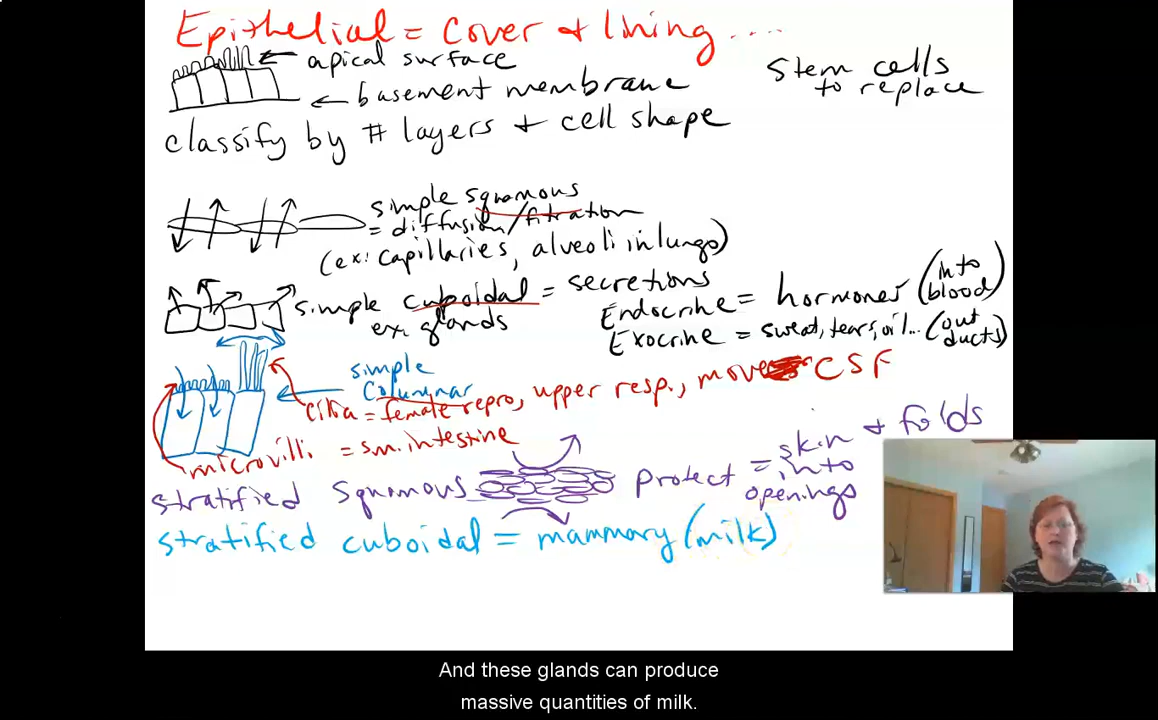 Epithelial = Cover & lining ....
← apical surface
← basement membrane
Stem cells
to replace
classify by # layers + cell shape
simple squamous
= diffusion/fitration
(ex: capillaries, alveoli in lungs)
simple cuboidal = secretions
ex: glands
Endocrine = hormones (into blood)
Exocrine = sweat, tears, oil... (out ducts)
simple
Columnar
cilia = female repro, upper resp., move CSF
microvilli = sm. intestine
stratified squamous protect = skin & folds
into
openings
stratified cuboidal = mammary (milk)
And these glands can produce
massive quantities of milk.